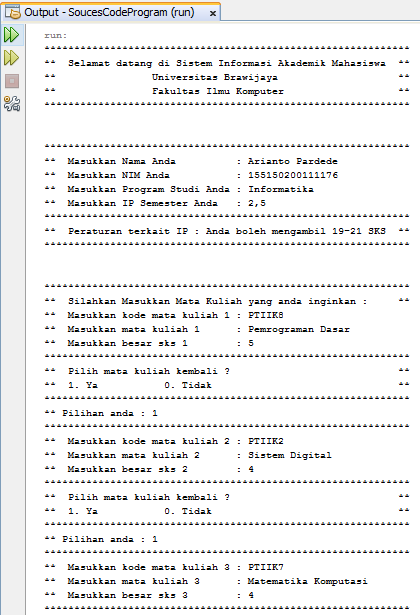 Output - SoucesCodeProgram (run)
run:
*************************************************************
**  Selamat datang di Sistem Informasi Akademik Mahasiswa  **
**                Universitas Brawijaya                    **
**                Fakultas Ilmu Komputer                   **
*************************************************************
*************************************************************
**  Masukkan Nama Anda          : Arianto Pardede
**  Masukkan NIM Anda           : 155150200111176
**  Masukkan Program Studi Anda : Informatika
**  Masukkan IP Semester Anda   : 2,5
*************************************************************
**  Peraturan terkait IP : Anda boleh mengambil 19-21 SKS  **
*************************************************************
*************************************************************
**  Silahkan Masukkan Mata Kuliah yang anda inginkan :     **
**  Masukkan kode mata kuliah 1 : PTIIK8
**  Masukkan mata kuliah 1      : Pemrograman Dasar
**  Masukkan besar sks 1        : 5
*************************************************************
**  Pilih mata kuliah kembali ?                            **
**  1. Ya           0. Tidak                               **
*************************************************************
** Pilihan anda : 1
*************************************************************
**  Masukkan kode mata kuliah 2 : PTIIK2
**  Masukkan mata kuliah 2      : Sistem Digital
**  Masukkan besar sks 2        : 4
*************************************************************
**  Pilih mata kuliah kembali ?                            **
**  1. Ya           0. Tidak                               **
*************************************************************
** Pilihan anda : 1
*************************************************************
**  Masukkan kode mata kuliah 3 : PTIIK7
**  Masukkan mata kuliah 3      : Matematika Komputasi
**  Masukkan besar sks 3        : 4
*************************************************************